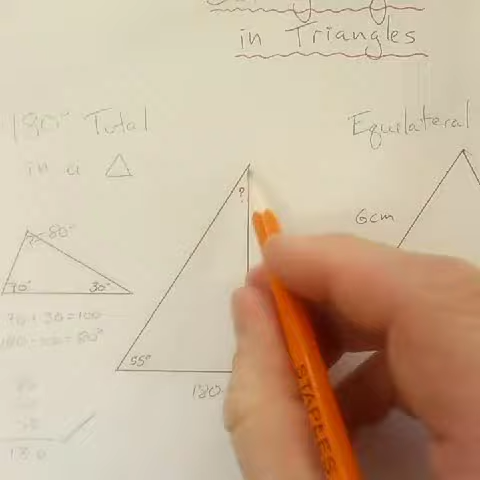 in Triangles
180° Total
in a
Equilateral
80°
70°
30°
70+30=100
180-100=80°
?
55°
6cm
180
180
STAPLES